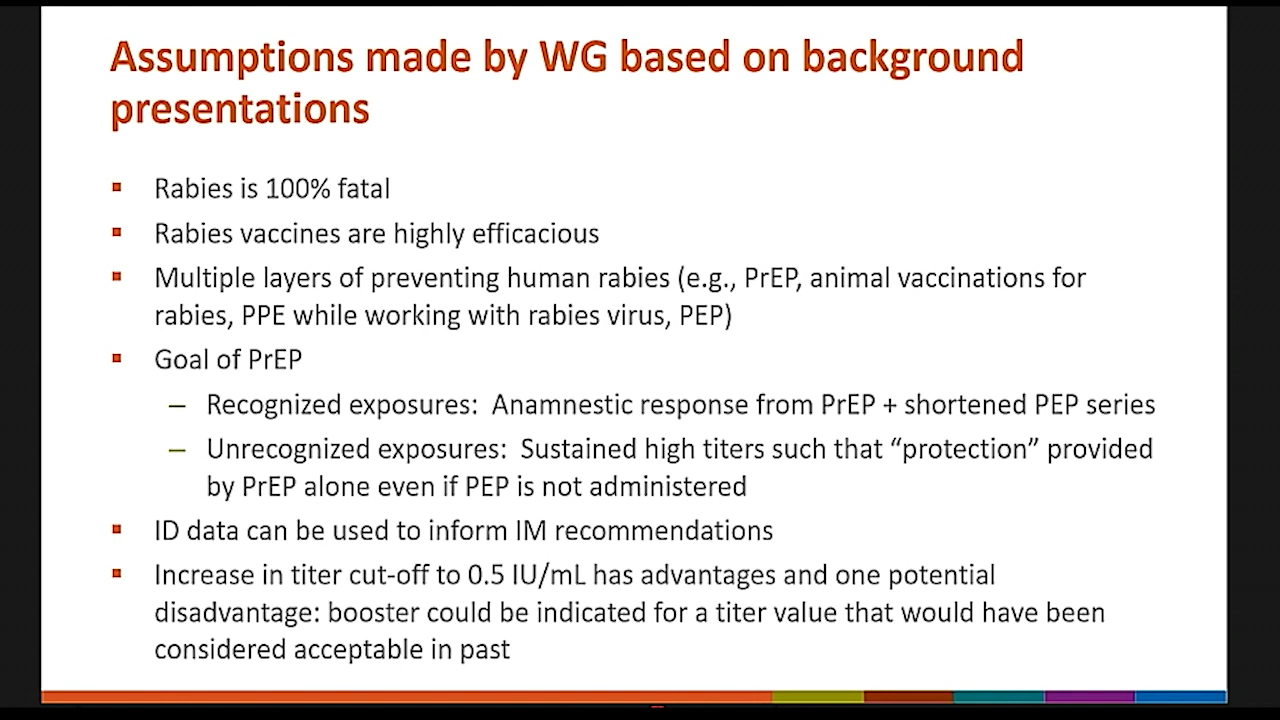 Assumptions made by WG based on background
presentations
▪ Rabies is 100% fatal
▪ Rabies vaccines are highly efficacious
▪ Multiple layers of preventing human rabies (e.g., PrEP, animal vaccinations for
rabies, PPE while working with rabies virus, PEP)
▪ Goal of PrEP
– Recognized exposures:  Anamnestic response from PrEP + shortened PEP series
– Unrecognized exposures:  Sustained high titers such that “protection” provided
by PrEP alone even if PEP is not administered
▪ ID data can be used to inform IM recommendations
▪ Increase in titer cut-off to 0.5 IU/mL has advantages and one potential
disadvantage: booster could be indicated for a titer value that would have been
considered acceptable in past